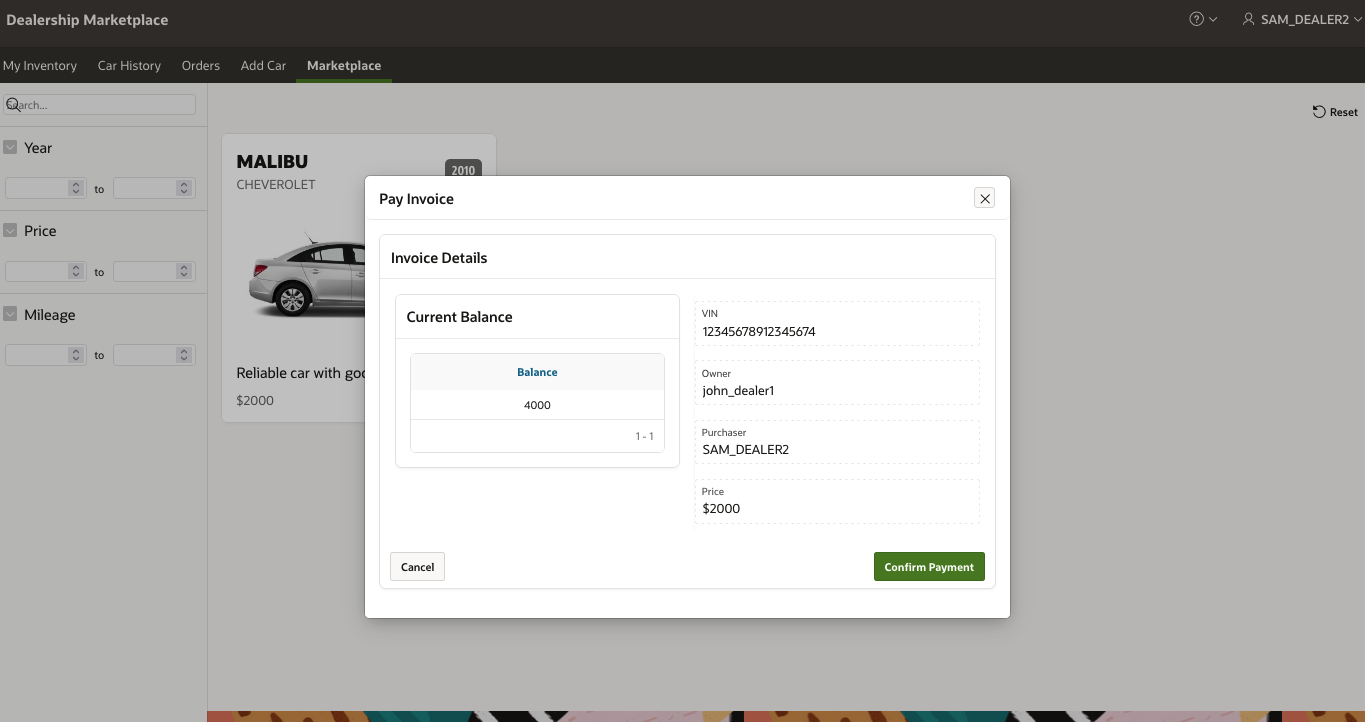 Dealership Marketplace
SAM_DEALER2
My Inventory
Car History
Orders
Add Car
Marketplace
Search...
Reset
Year
to
Price
to
Mileage
to
MALIBU
2010
CHEVEROLET
Reliable car with goo
$2000
Pay Invoice
Invoice Details
Current Balance
Balance
4000
1 - 1
VIN
12345678912345674
Owner
john_dealer1
Purchaser
SAM_DEALER2
Price
$2000
Cancel
Confirm Payment